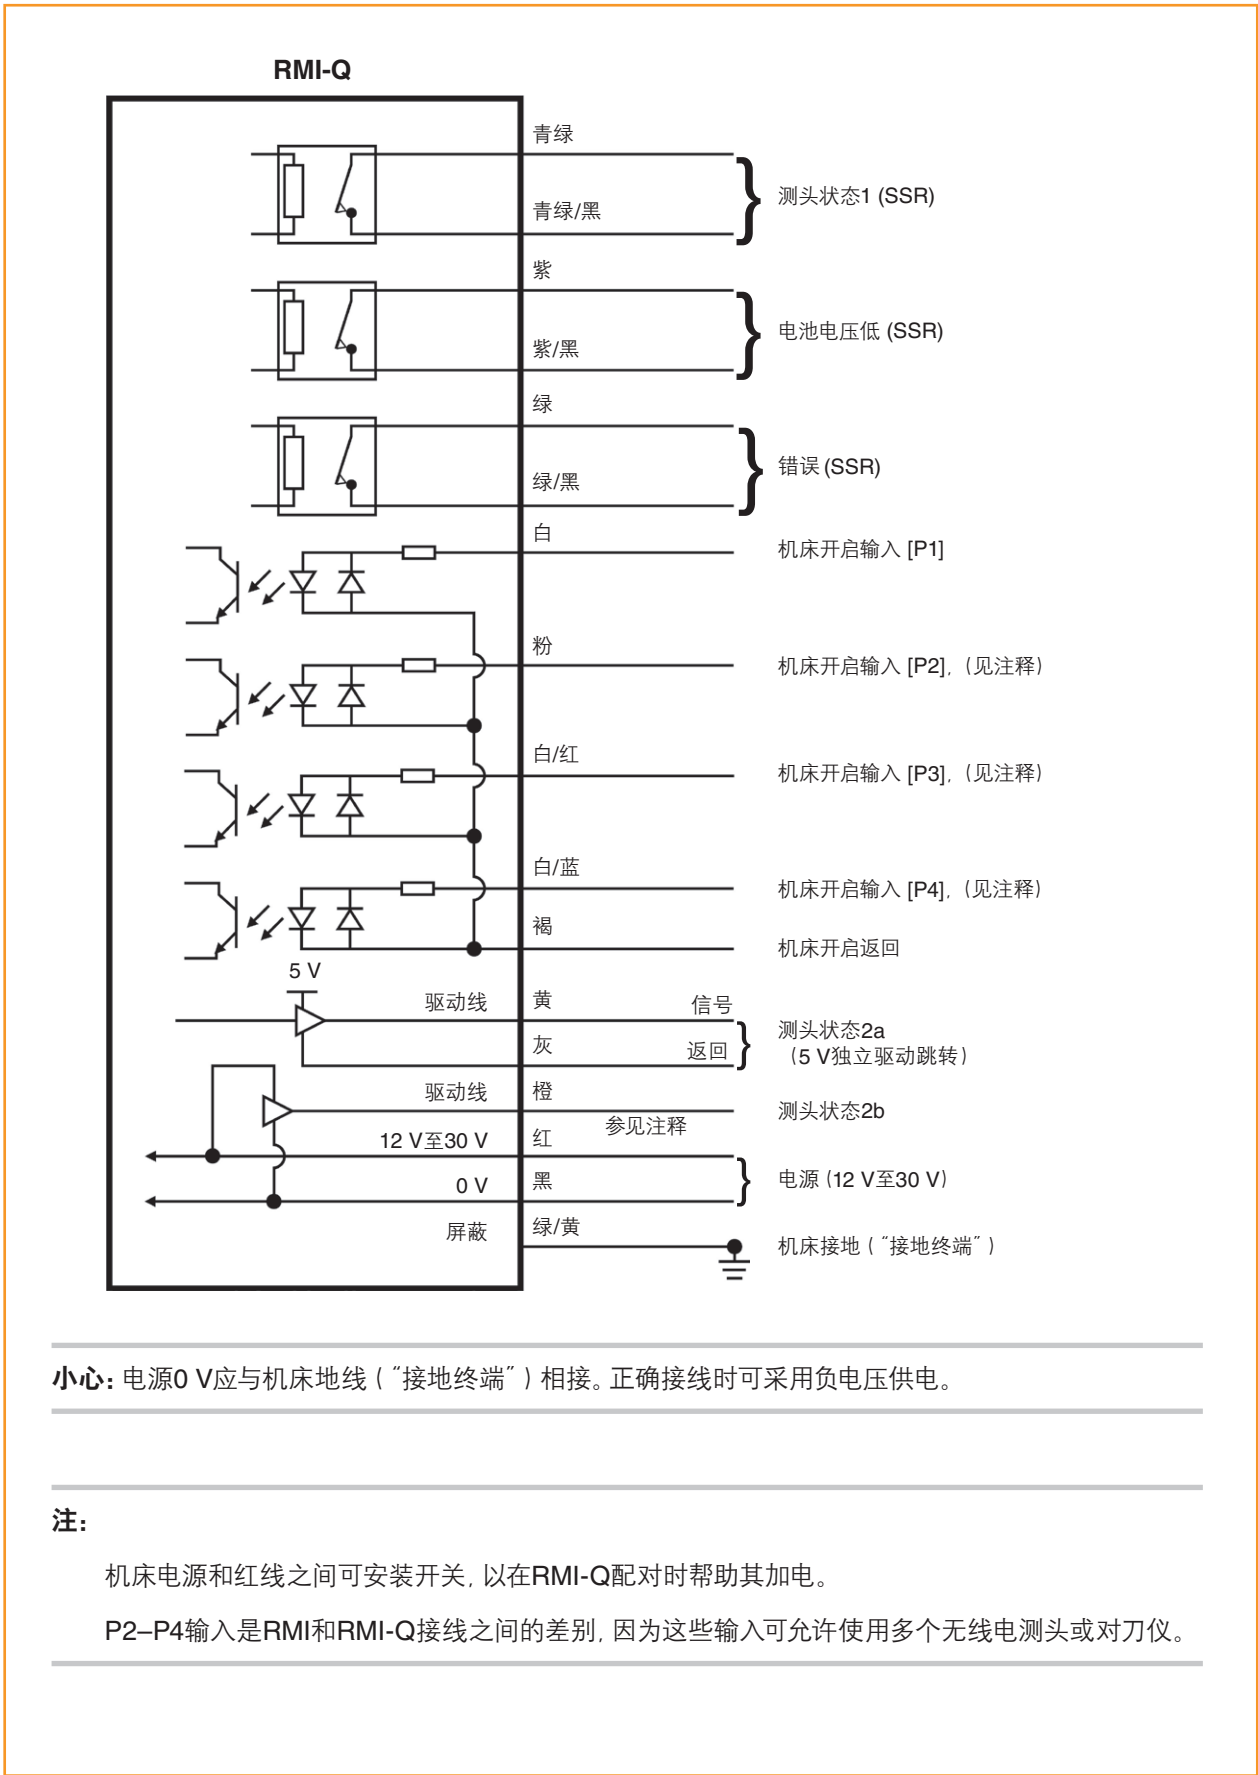 RMI-Q
青绿
测头状态1 (SSR)
青绿/黑
紫
电池电压低 (SSR)
紫/黑
绿
错误 (SSR)
绿/黑
白
机床开启输入 [P1]
粉
机床开启输入 [P2],（见注释）
白/红
机床开启输入 [P3],（见注释）
白/蓝
机床开启输入 [P4],（见注释）
褐
机床开启返回
5 V
驱动线 黄 信号
测头状态2a
（5 V独立驱动跳转）
灰 返回
驱动线 橙
测头状态2b
参见注释
12 V至30 V 红
电源（12 V至30 V）
0 V 黑
屏蔽 绿/黄
机床接地（“接地终端”）
小心: 电源0 V应与机床地线（“接地终端”）相接。正确接线时可采用负电压供电。
注:
机床电源和红线之间可安装开关, 以在RMI-Q配对时帮助其加电。
P2–P4输入是RMI和RMI-Q接线之间的差别, 因为这些输入可允许使用多个无线电测头或对刀仪。